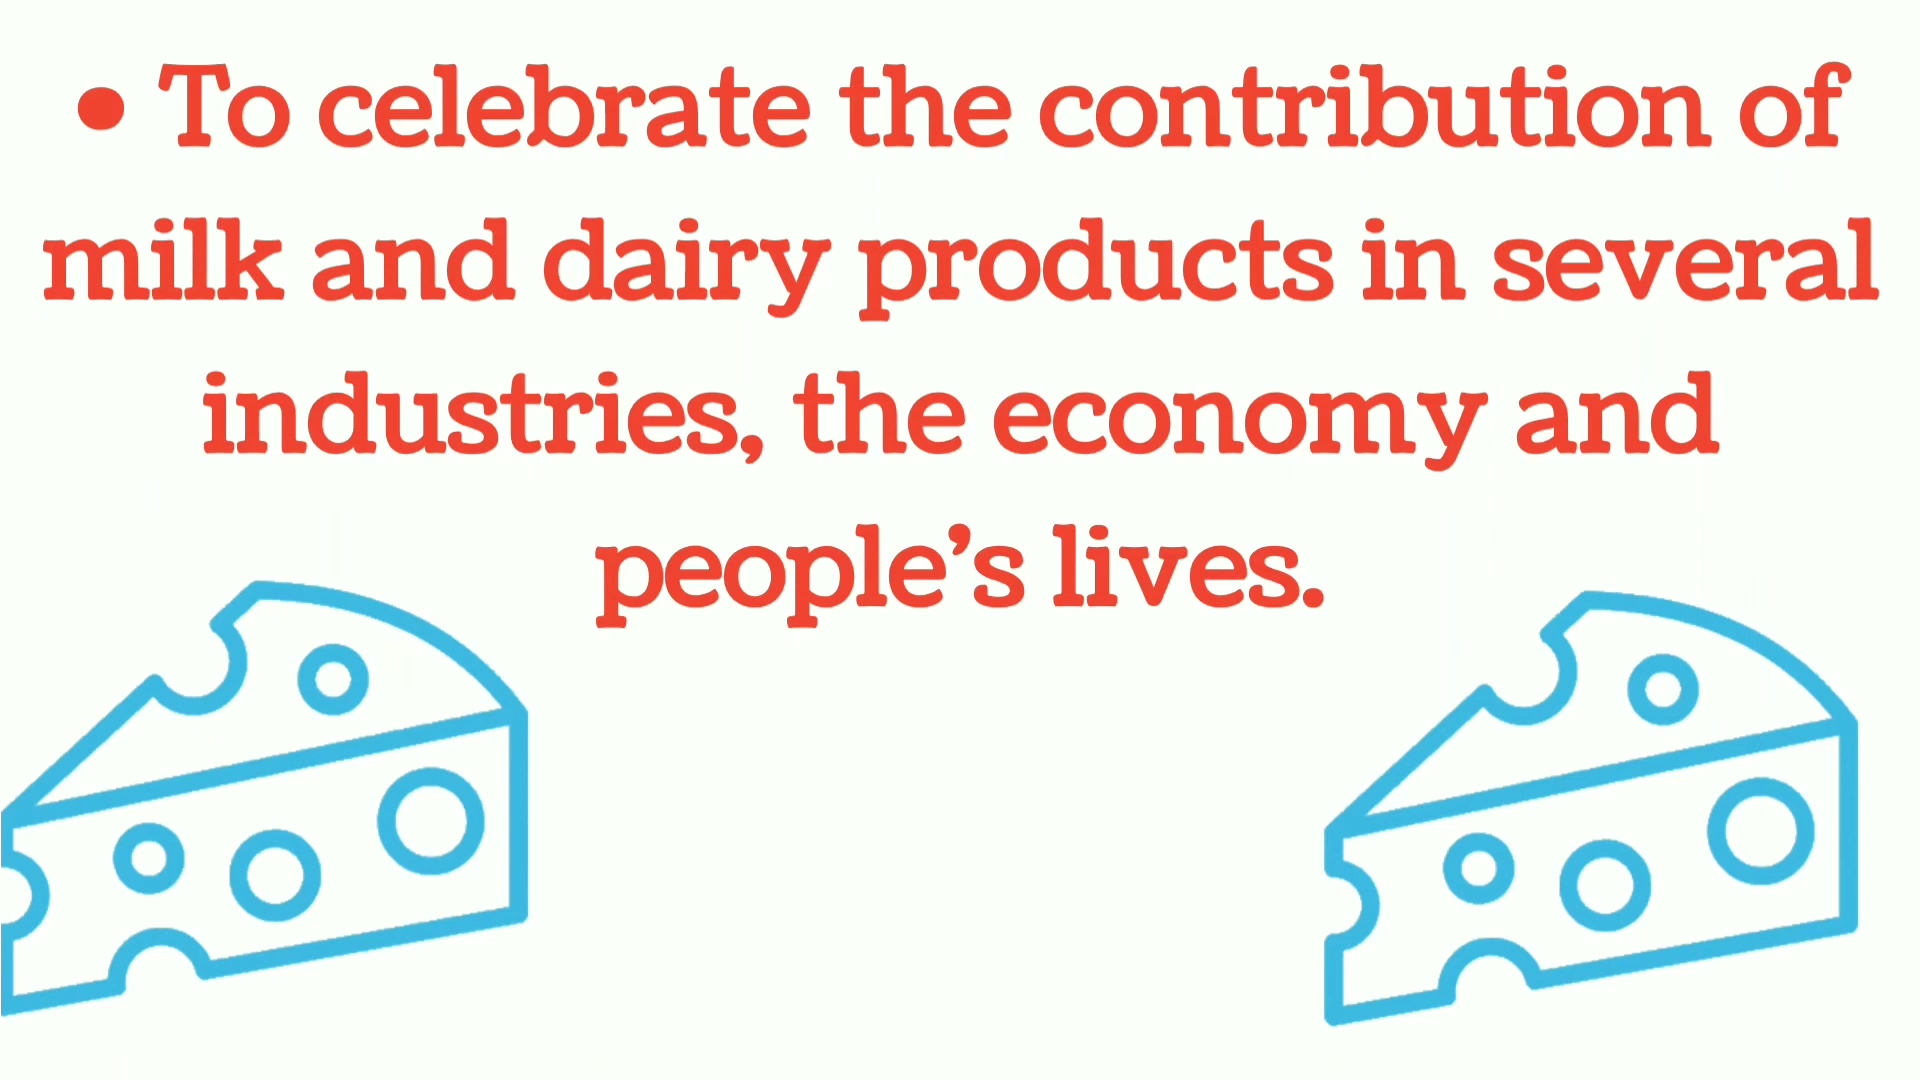 • To celebrate the contribution of
milk and dairy products in several
industries, the economy and
people’s lives.